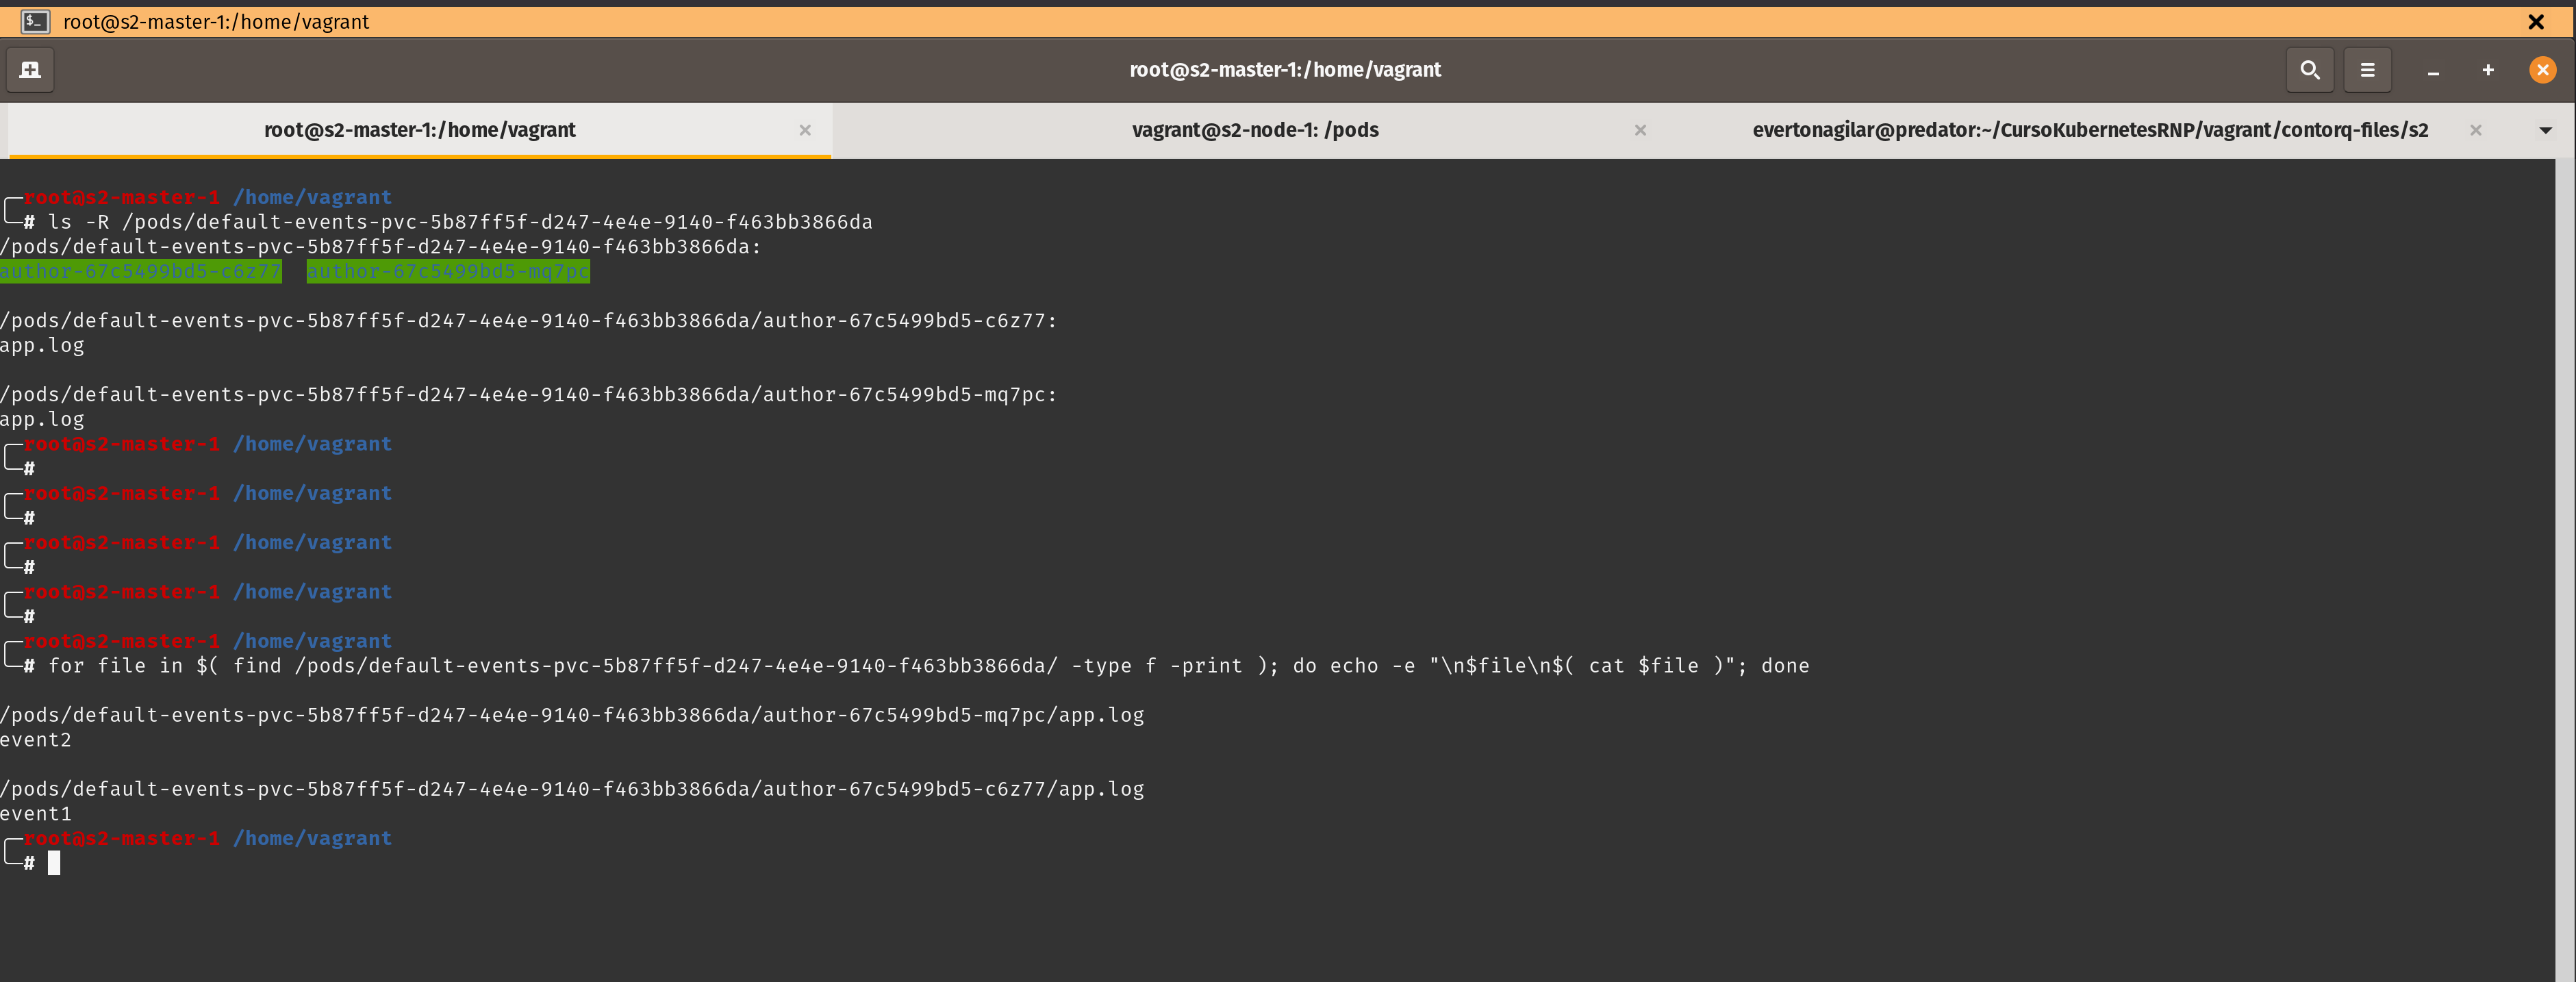 root@s2-master-1:/home/vagrant
root@s2-master-1:/home/vagrant
root@s2-master-1:/home/vagrant
vagrant@s2-node-1: /pods
evertonagilar@predator:~/CursoKubernetesRNP/vagrant/contorq-files/s2
root@s2-master-1 /home/vagrant
# ls -R /pods/default-events-pvc-5b87ff5f-d247-4e4e-9140-f463bb3866da
/pods/default-events-pvc-5b87ff5f-d247-4e4e-9140-f463bb3866da:
author-67c5499bd5-c6z77  author-67c5499bd5-mq7pc
/pods/default-events-pvc-5b87ff5f-d247-4e4e-9140-f463bb3866da/author-67c5499bd5-c6z77:
app.log
/pods/default-events-pvc-5b87ff5f-d247-4e4e-9140-f463bb3866da/author-67c5499bd5-mq7pc:
app.log
root@s2-master-1 /home/vagrant
#
root@s2-master-1 /home/vagrant
#
root@s2-master-1 /home/vagrant
#
root@s2-master-1 /home/vagrant
#
root@s2-master-1 /home/vagrant
# for file in $( find /pods/default-events-pvc-5b87ff5f-d247-4e4e-9140-f463bb3866da/ -type f -print ); do echo -e "\n$file\n$( cat $file )"; done
/pods/default-events-pvc-5b87ff5f-d247-4e4e-9140-f463bb3866da/author-67c5499bd5-mq7pc/app.log
event2
/pods/default-events-pvc-5b87ff5f-d247-4e4e-9140-f463bb3866da/author-67c5499bd5-c6z77/app.log
event1
root@s2-master-1 /home/vagrant
#